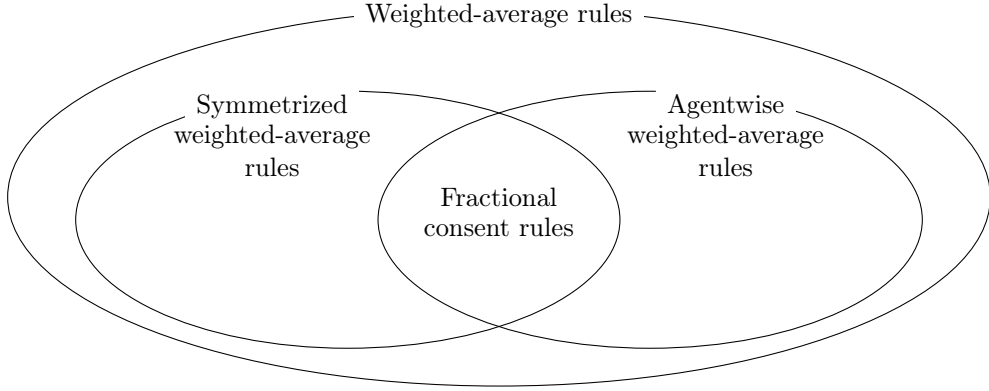 Weighted-average rules
Symmetrized
weighted-average
rules
Agentwise
weighted-average
rules
Fractional
consent rules